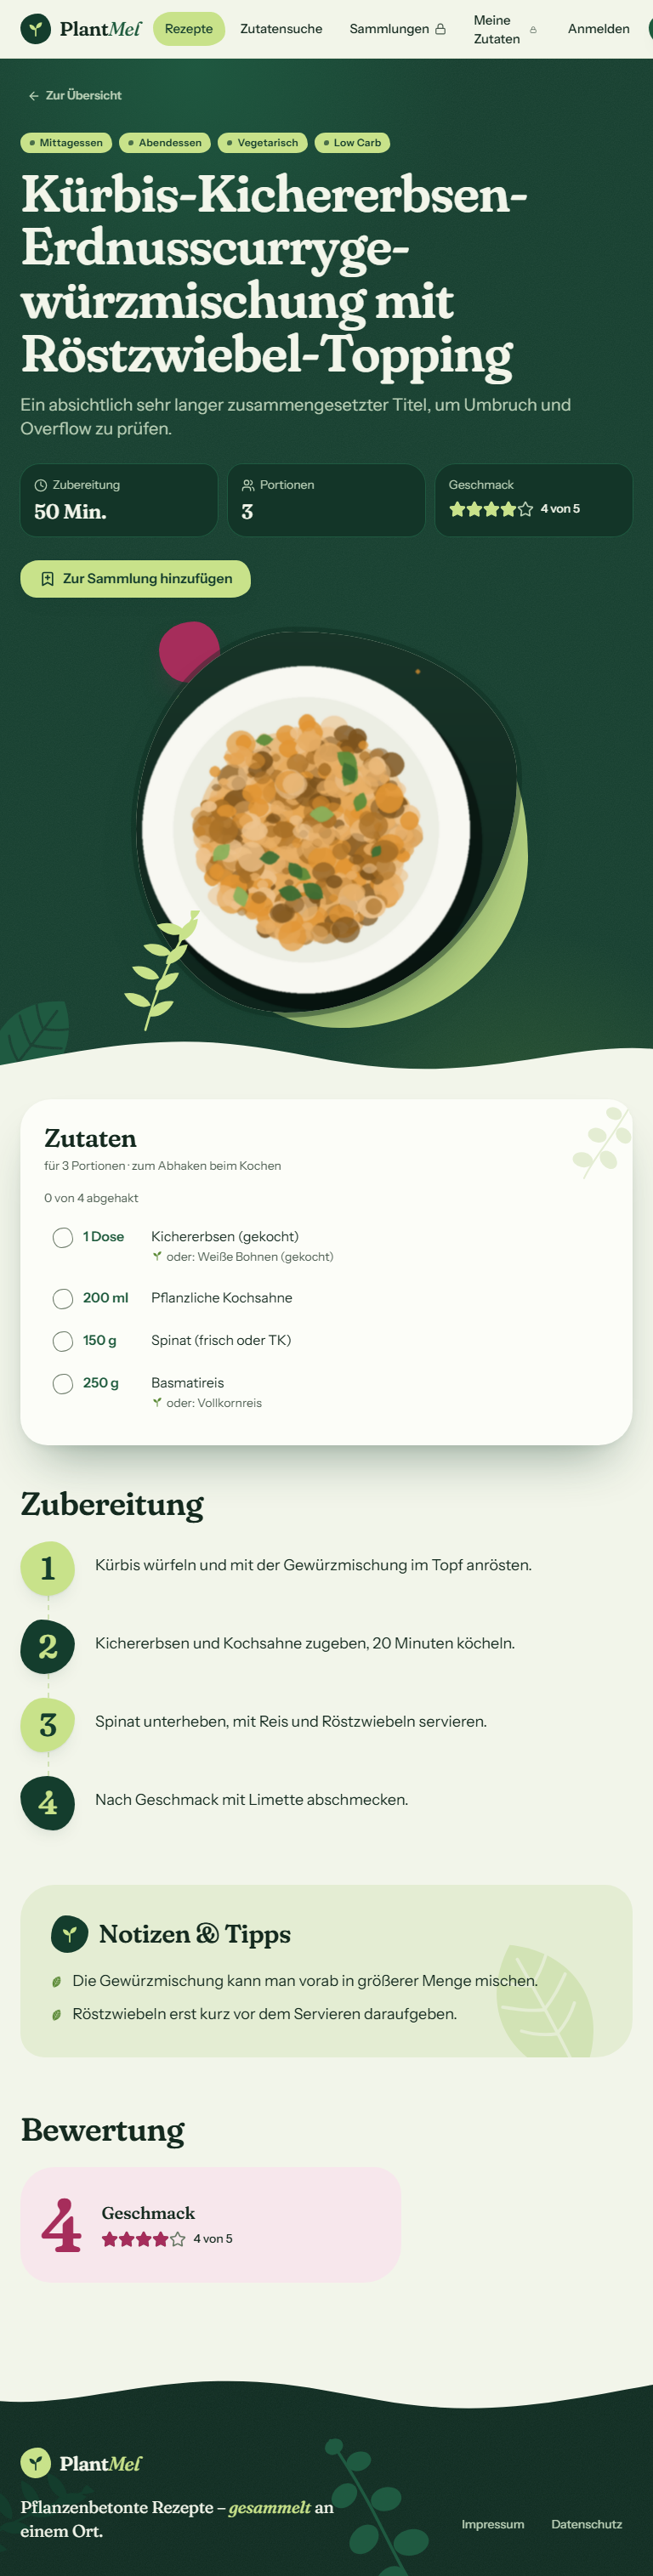 PlantMel
Rezepte
Zutatensuche
Sammlungen
Meine
Zutaten
Anmelden
Zur Übersicht
Mittagessen
Abendessen
Vegetarisch
Low Carb
Kürbis-Kichererbsen-
Erdnusscurryge-
würzmischung mit
Röstzwiebel-Topping
Ein absichtlich sehr langer zusammengesetzter Titel, um Umbruch und
Overflow zu prüfen.
Zubereitung
50 Min.
Portionen
3
Geschmack
4 von 5
Zur Sammlung hinzufügen
Zutaten
für 3 Portionen · zum Abhaken beim Kochen
0 von 4 abgehakt
1 Dose Kichererbsen (gekocht)
oder: Weiße Bohnen (gekocht)
200 ml Pflanzliche Kochsahne
150 g Spinat (frisch oder TK)
250 g Basmatireis
oder: Vollkornreis
Zubereitung
1 Kürbis würfeln und mit der Gewürzmischung im Topf anrösten.
2 Kichererbsen und Kochsahne zugeben, 20 Minuten köcheln.
3 Spinat unterheben, mit Reis und Röstzwiebeln servieren.
4 Nach Geschmack mit Limette abschmecken.
Notizen & Tipps
Die Gewürzmischung kann man vorab in größerer Menge mischen.
Röstzwiebeln erst kurz vor dem Servieren daraufgeben.
Bewertung
4
Geschmack
4 von 5
PlantMel
Pflanzenbetonte Rezepte – gesammelt an
einem Ort.
Impressum
Datenschutz